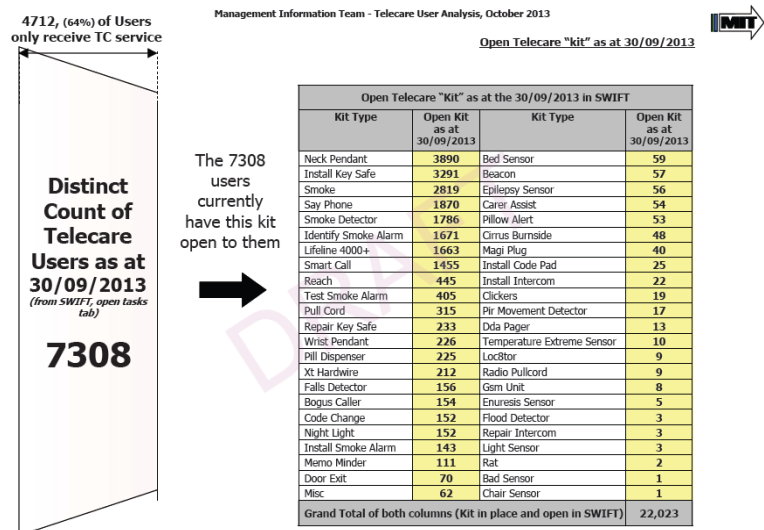 Management Information Team - Telecare User Analysis, October 2013
MIT
4712, (64%) of Users
only receive TC service
Open Telecare "kit" as at 30/09/2013
Distinct
Count of
Telecare
Users as at
30/09/2013
(from SWIFT, open tasks
tab)
7308
The 7308
users
currently
have this kit
open to them
Open Telecare "Kit" as at the 30/09/2013 in SWIFT
Kit Type Open Kit as at 30/09/2013 Kit Type Open Kit as at 30/09/2013
Neck Pendant 3890 Bed Sensor 59
Install Key Safe 3291 Beacon 57
Smoke 2819 Epilepsy Sensor 56
Say Phone 1870 Carer Assist 54
Smoke Detector 1786 Pillow Alert 53
Identify Smoke Alarm 1671 Cirrus Burnside 48
Lifeline 4000+ 1663 Magi Plug 40
Smart Call 1455 Install Code Pad 25
Reach 445 Install Intercom 22
Test Smoke Alarm 405 Clickers 19
Pull Cord 315 Pir Movement Detector 17
Repair Key Safe 233 Dda Pager 13
Wrist Pendant 226 Temperature Extreme Sensor 10
Pill Dispenser 225 Loc8tor 9
Xt Hardwire 212 Radio Pullcord 9
Falls Detector 156 Gsm Unit 8
Bogus Caller 154 Enuresis Sensor 5
Code Change 152 Flood Detector 3
Night Light 152 Repair Intercom 3
Install Smoke Alarm 143 Light Sensor 3
Memo Minder 111 Rat 2
Door Exit 70 Bad Sensor 1
Misc 62 Chair Sensor 1
Grand Total of both columns (Kit in place and open in SWIFT) 22,023
DRAFT